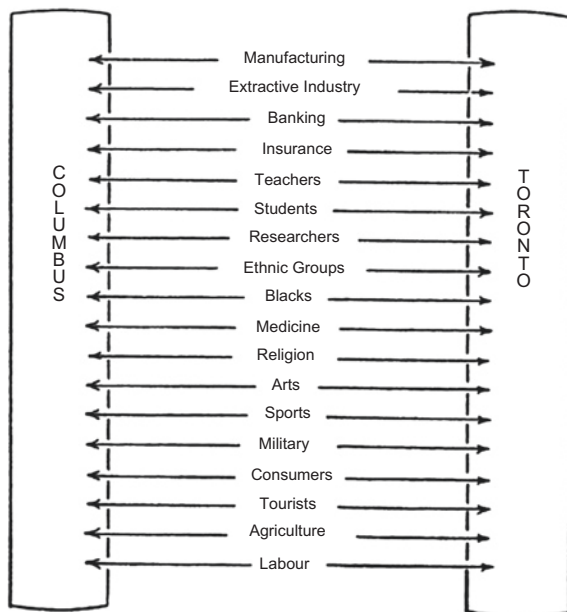 Manufacturing
Extractive Industry
Banking
Insurance
COLUMBUS
TORONTO
Teachers
Students
Researchers
Ethnic Groups
Blacks
Medicine
Religion
Arts
Sports
Military
Consumers
Tourists
Agriculture
Labour